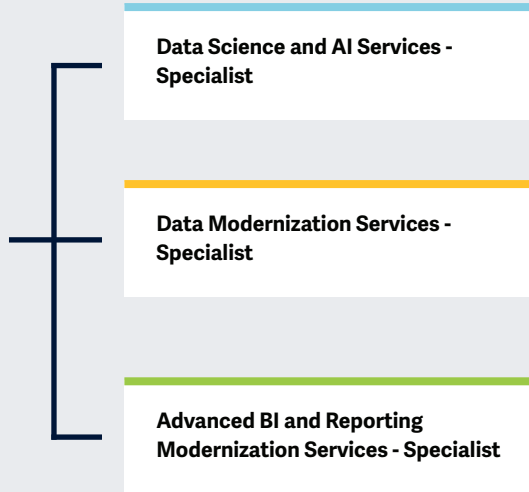 Data Science and AI Services -
Specialist
Data Modernization Services -
Specialist
Advanced BI and Reporting
Modernization Services - Specialist